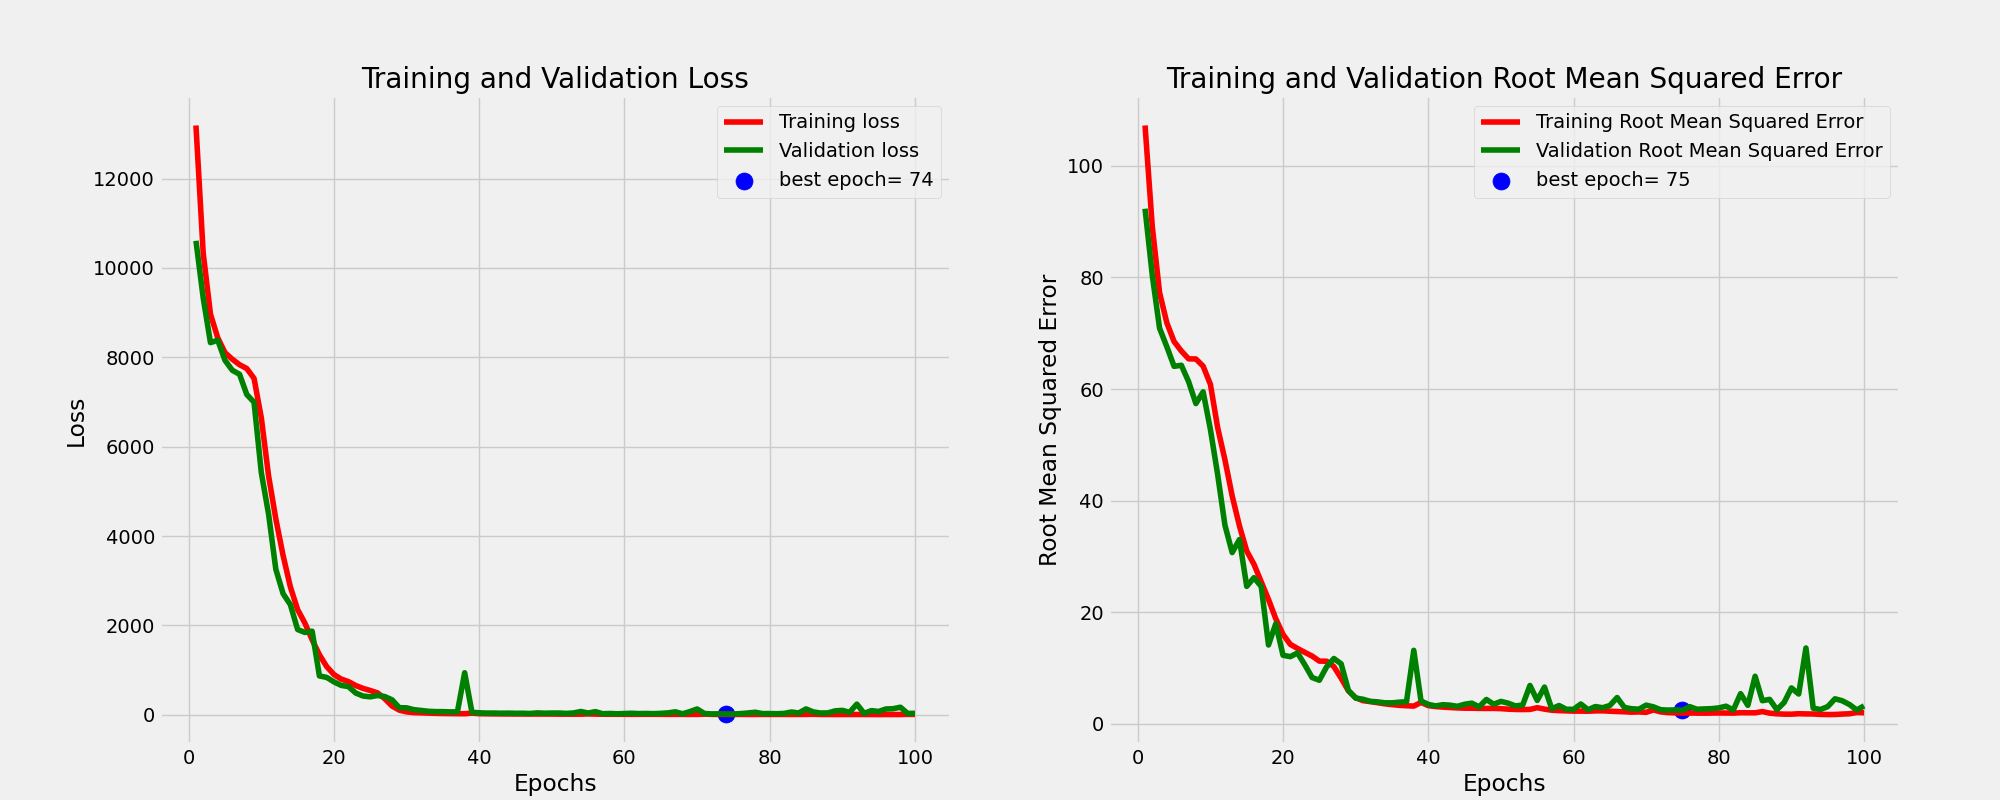 Training and Validation Loss
Training loss
Validation loss
best epoch= 74
12000
10000
8000
6000
4000
2000
0
Loss
0 20 40 60 80 100
Epochs
Training and Validation Root Mean Squared Error
Training Root Mean Squared Error
Validation Root Mean Squared Error
best epoch= 75
100
80
60
40
20
0
Root Mean Squared Error
0 20 40 60 80 100
Epochs